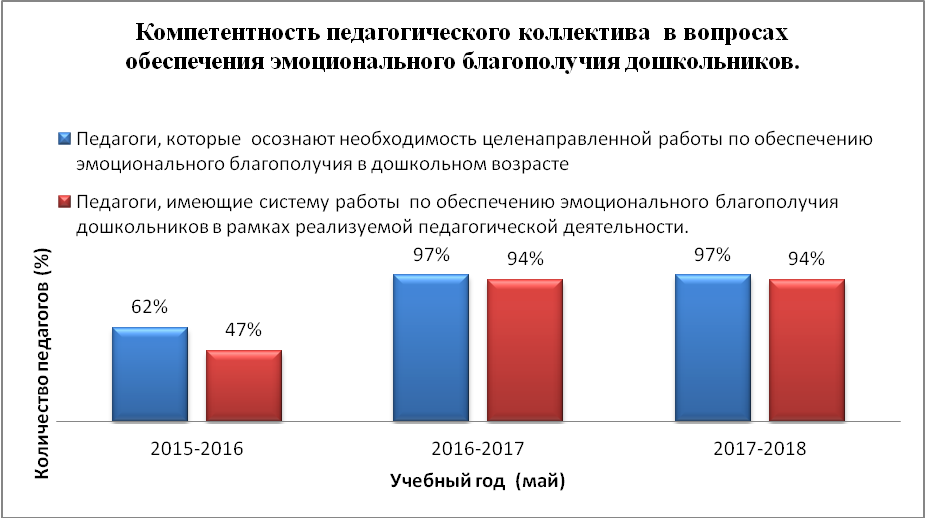 Компетентность педагогического коллектива  в вопросах
обеспечения эмоционального благополучия дошкольников.
Педагоги, которые  осознают необходимость целенаправленной работы по обеспечению
эмоционального благополучия в дошкольном возрасте
Педагоги, имеющие систему работы  по обеспечению эмоционального благополучия
дошкольников в рамках реализуемой педагогической деятельности.
Количество педагогов (%)
62%
47%
97%
94%
97%
94%
2015-2016
2016-2017
2017-2018
Учебный год  (май)